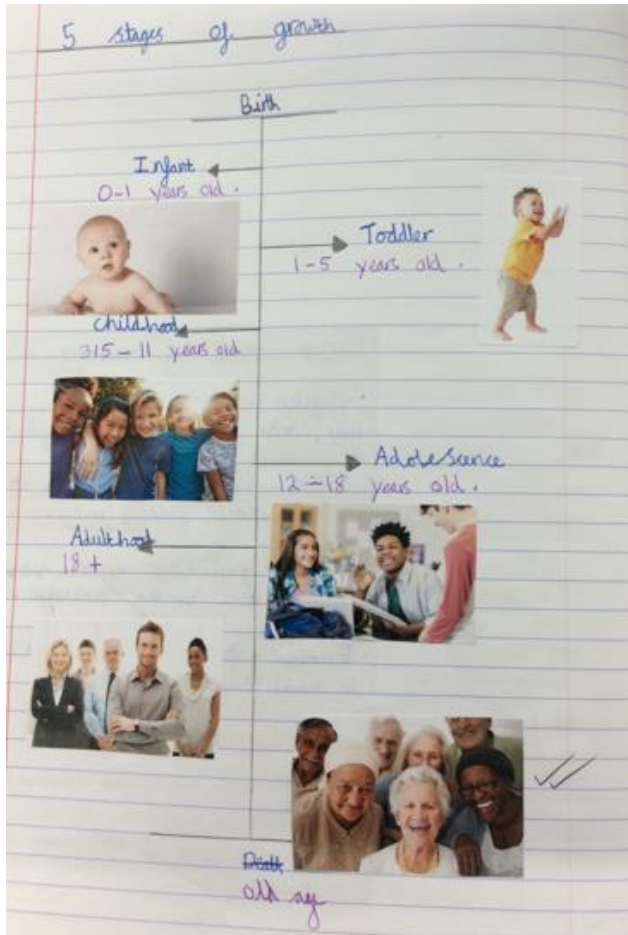 5 stages of growth
Birth
Infant
0-1 years old.
Toddler
1-5 years old.
Childhood
315-11 years old
Adolesence
12-18 years old.
Adulthood
18+
Death
old age